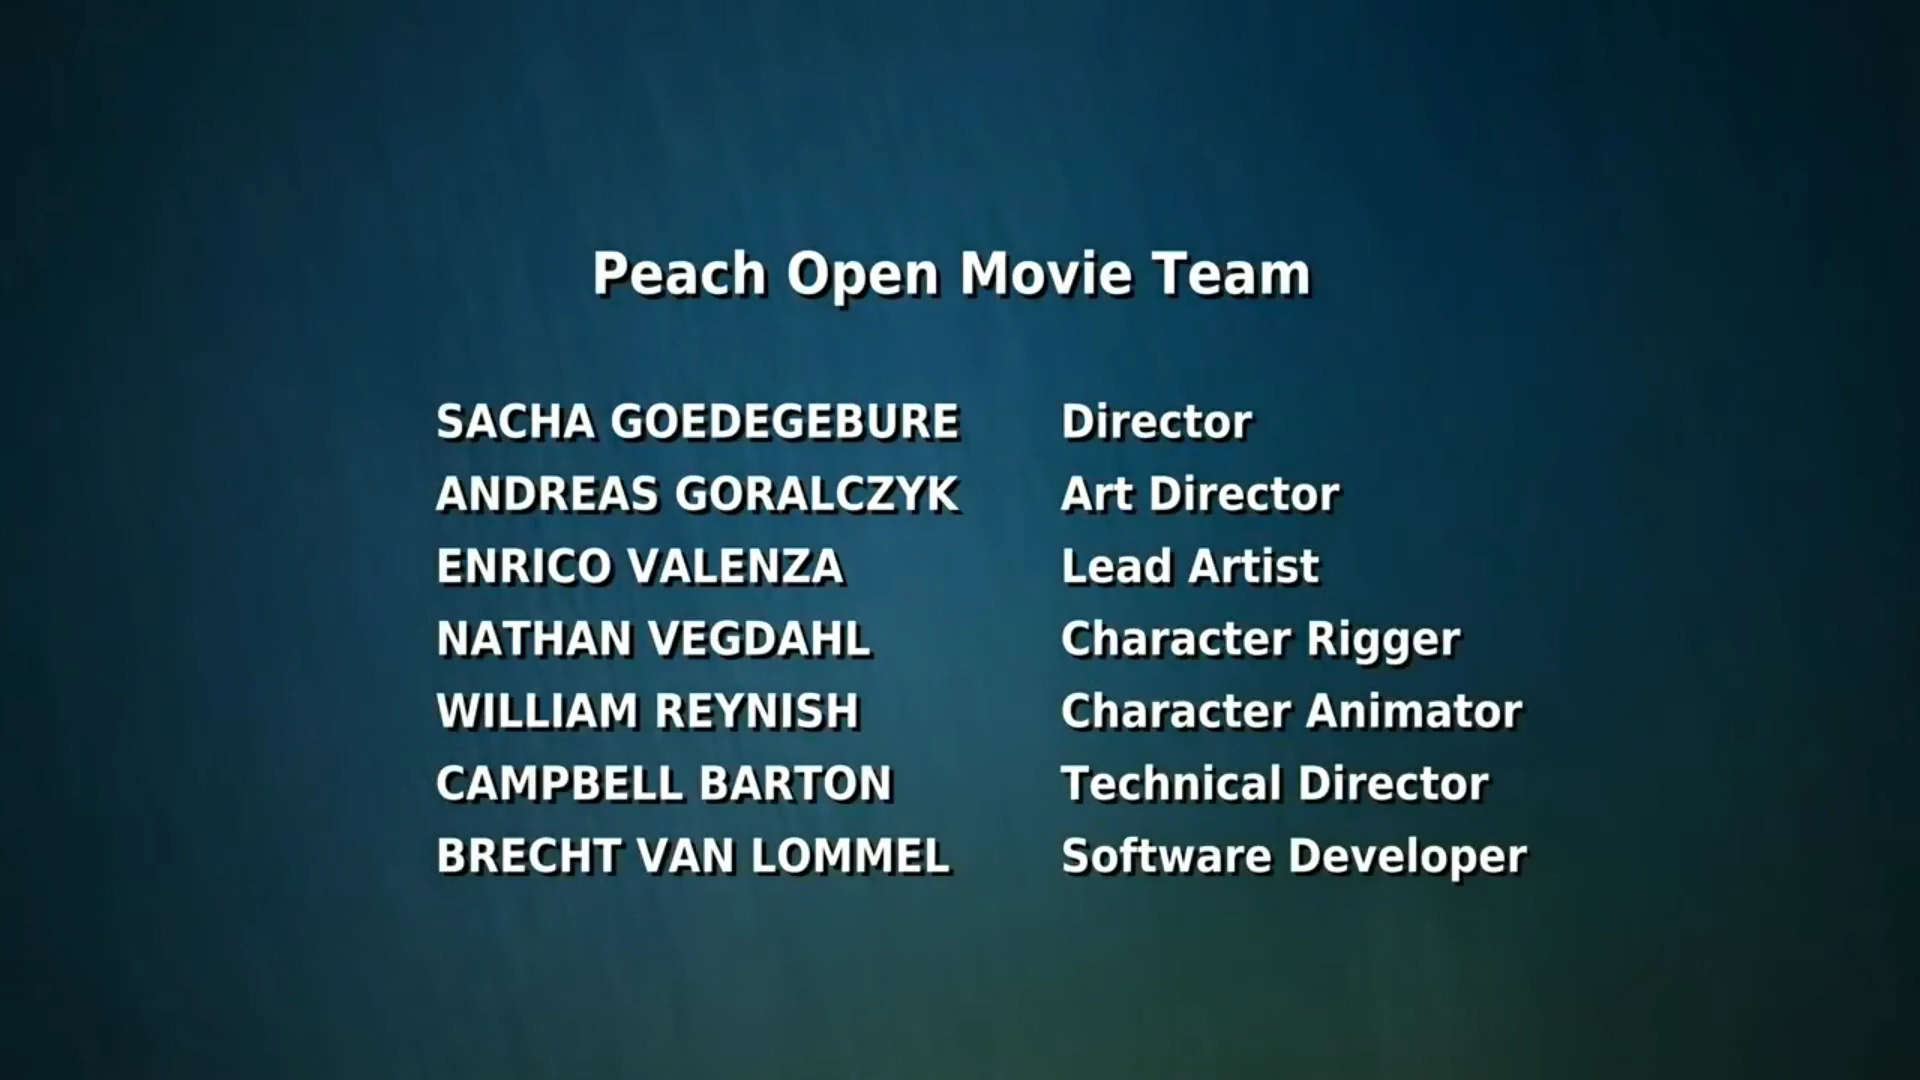 Peach Open Movie Team
SACHA GOEDEGEBURE Director
ANDREAS GORALCZYK Art Director
ENRICO VALENZA Lead Artist
NATHAN VEGDAHL Character Rigger
WILLIAM REYNISH Character Animator
CAMPBELL BARTON Technical Director
BRECHT VAN LOMMEL Software Developer